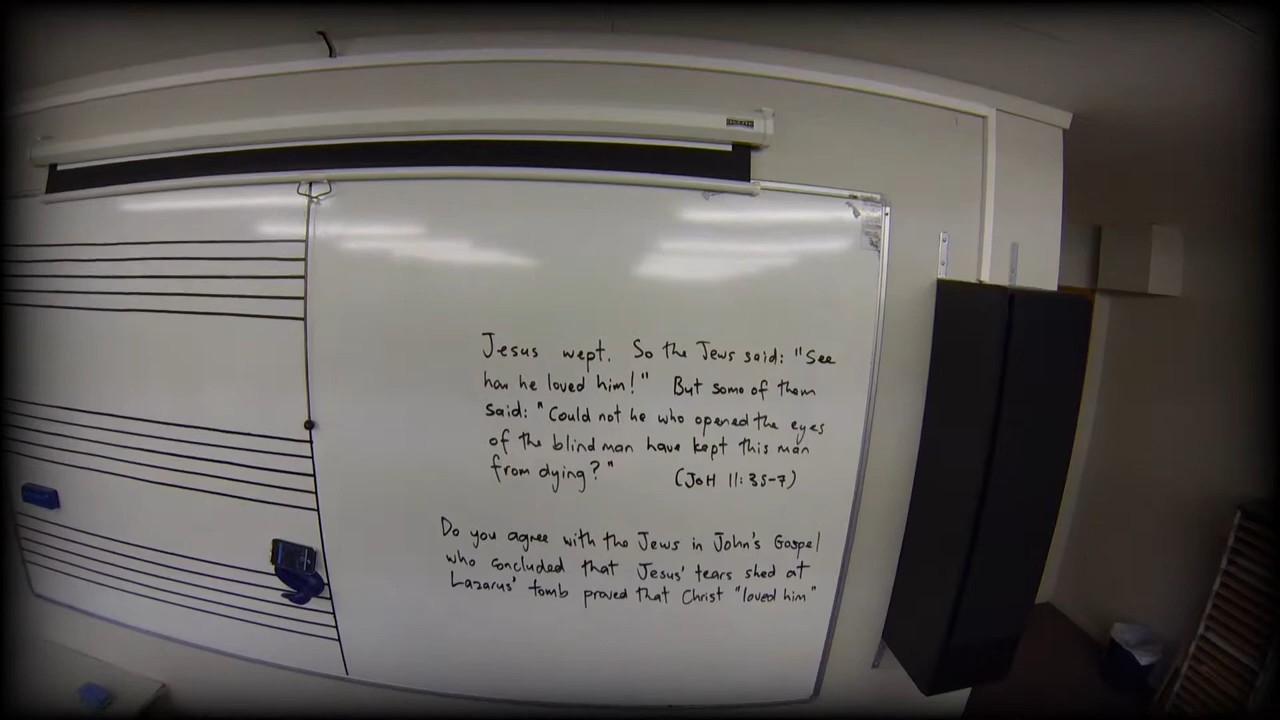 Jesus wept. So the Jews said: "See
how he loved him!" But some of them
said: "Could not he who opened the eyes
of the blind man have kept this man
from dying?" (JoH 11:35-7)
Do you agree with the Jews in John's Gospel
who concluded that Jesus' tears shed at
Lazarus' tomb proved that Christ "loved him"